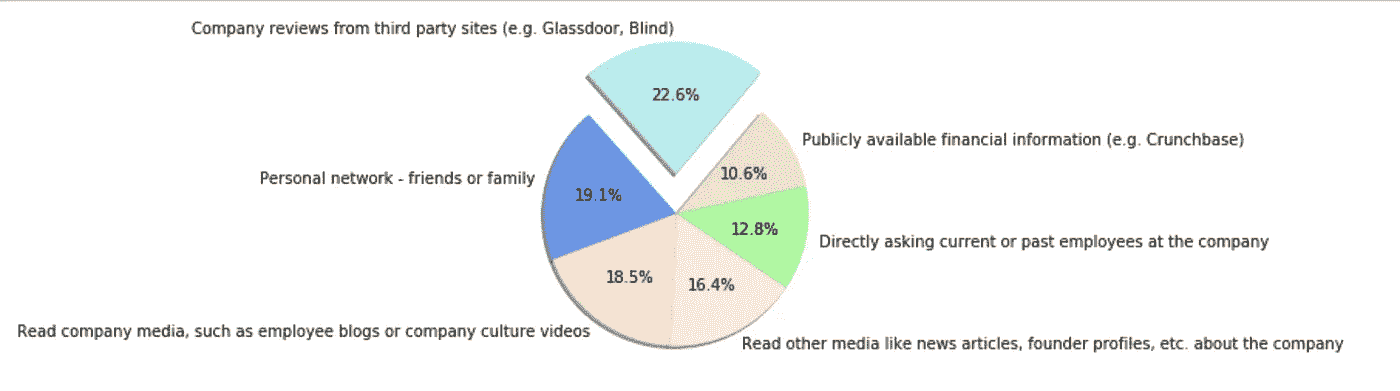 Company reviews from third party sites (e.g. Glassdoor, Blind)
22.6%
Publicly available financial information (e.g. Crunchbase)
10.6%
Personal network - friends or family
19.1%
12.8%
Directly asking current or past employees at the company
18.5%
16.4%
Read company media, such as employee blogs or company culture videos
Read other media like news articles, founder profiles, etc. about the company